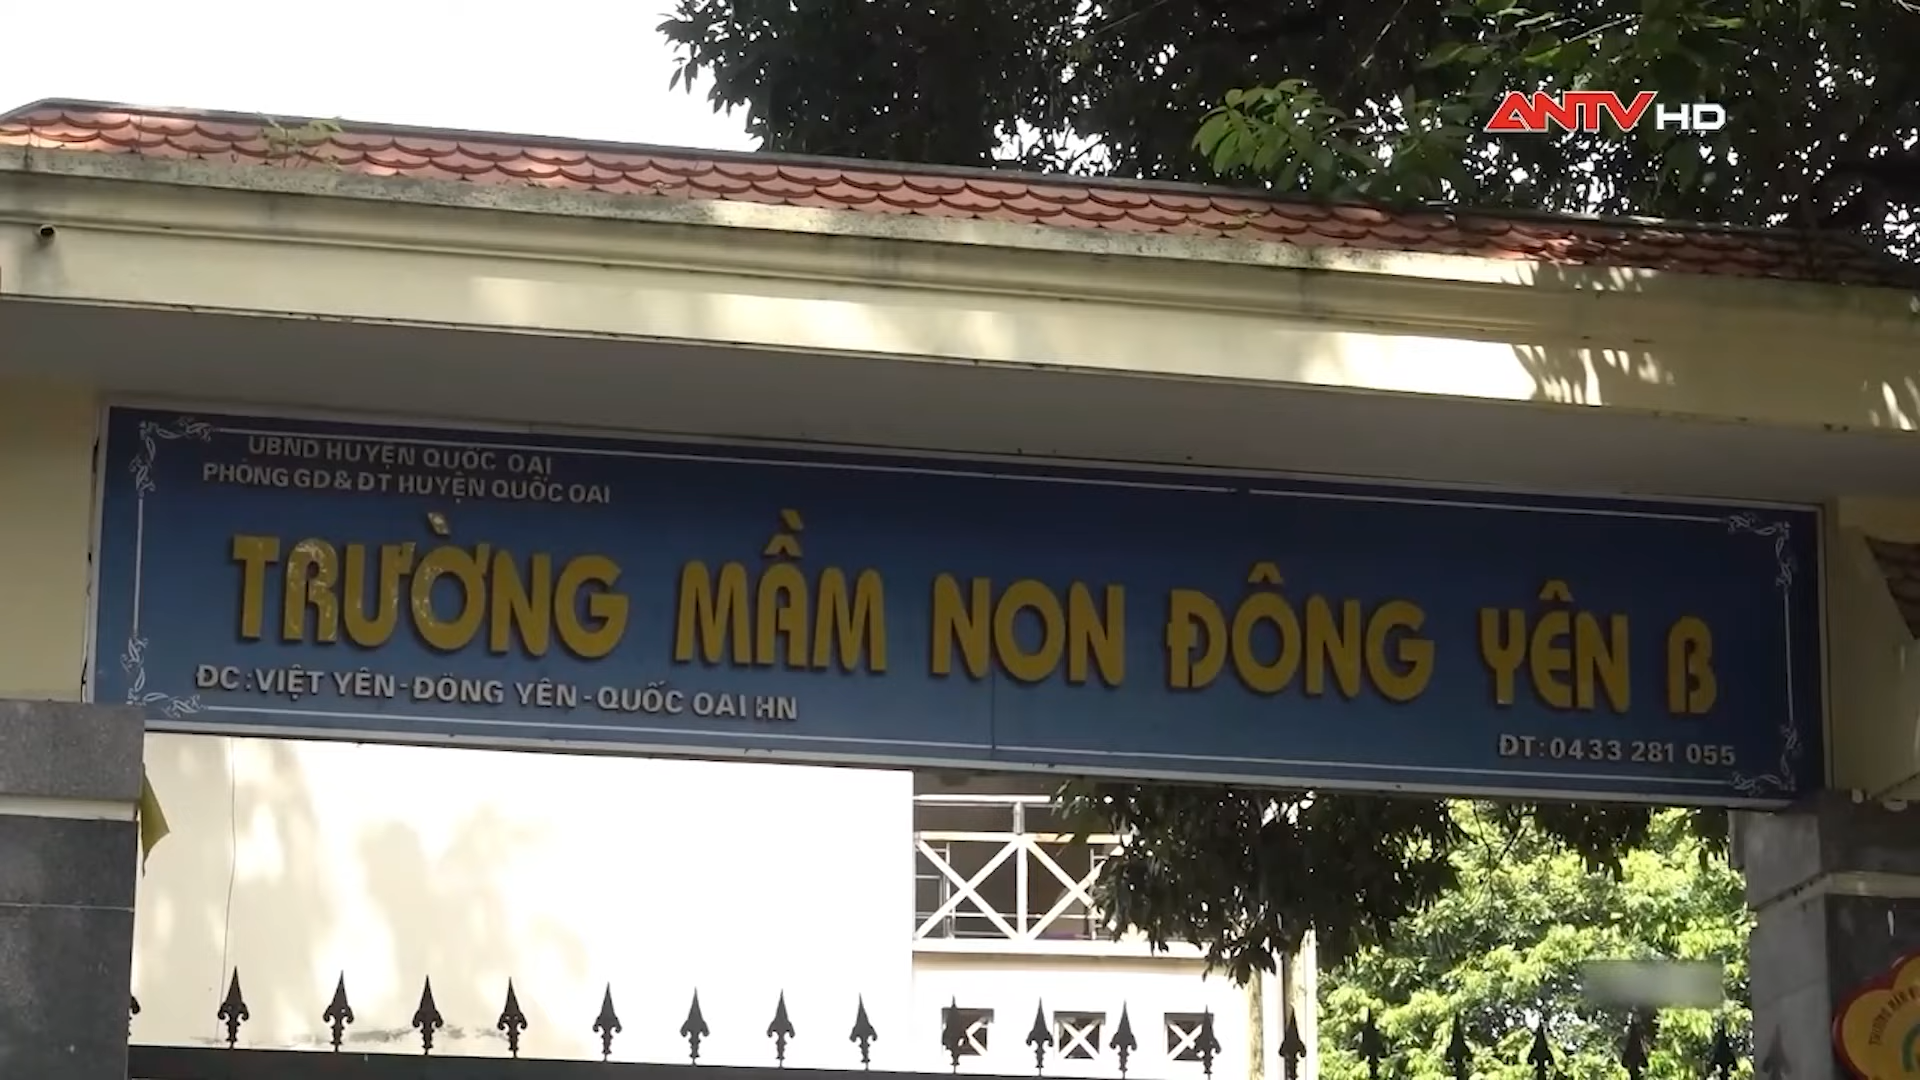 ANTV HD
UBND HUYỆN QUỐC OAI
PHÒNG GD & ĐT HUYỆN QUỐC OAI
TRƯỜNG MẦM NON ĐÔNG YÊN B
ĐC: VIỆT YÊN - ĐÔNG YÊN - QUỐC OAI HN
ĐT: 0433 281 055